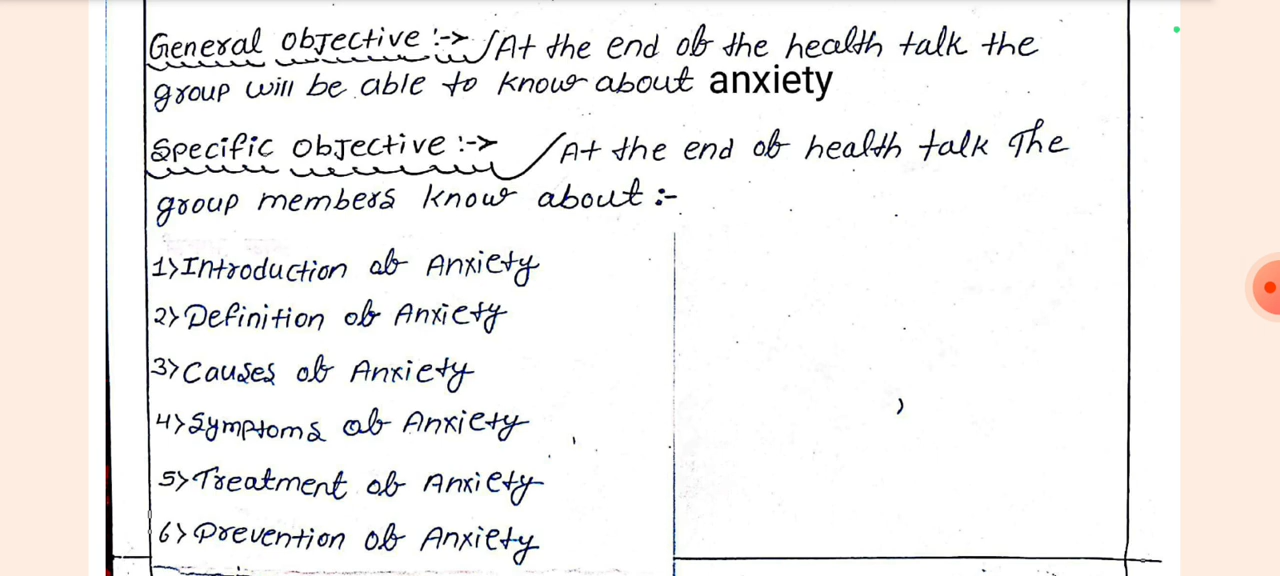 General objective :-> At the end of the health talk the
group will be able to know about anxiety
Specific objective :-> At the end of health talk The
group members know about :-
1> Introduction of Anxiety
2> Definition of Anxiety
3> Causes of Anxiety
4> Symptoms of Anxiety
5> Treatment of Anxiety
6> Prevention of Anxiety